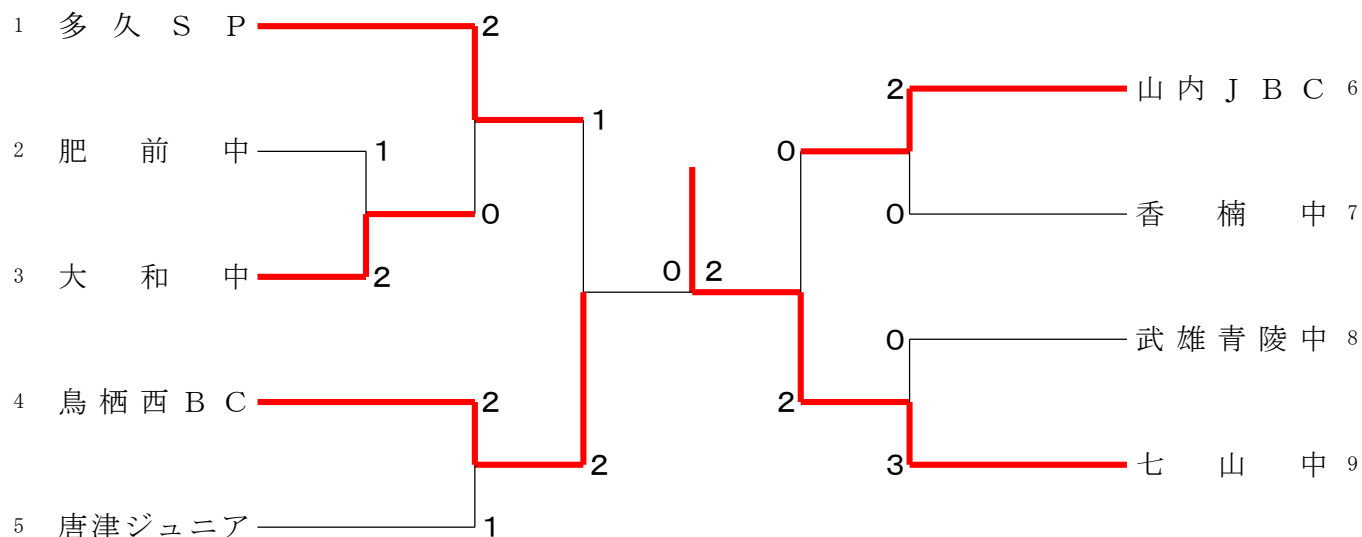 1 多久ＳＰ 2
山内ＪＢＣ 6
2
1
2 肥前中 1
0
0
香楠中 7
0
3 大和中 2
0 2
武雄青陵中 8
0
4 鳥栖西ＢＣ 2
2
2
3
七山中 9
5 唐津ジュニア 1